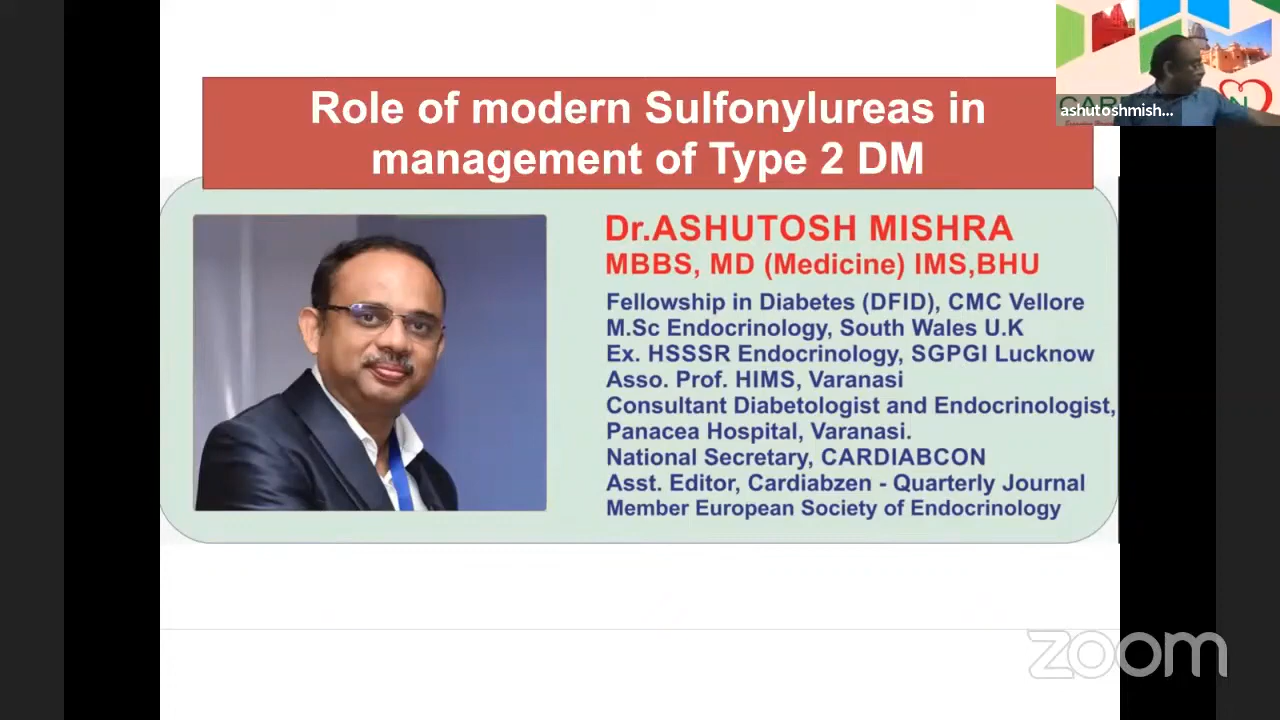 Role of modern Sulfonylureas in
management of Type 2 DM
ashutoshmish...
Dr.ASHUTOSH MISHRA
MBBS, MD (Medicine) IMS,BHU
Fellowship in Diabetes (DFID), CMC Vellore
M.Sc Endocrinology, South Wales U.K
Ex. HSSSR Endocrinology, SGPGI Lucknow
Asso. Prof. HIMS, Varanasi
Consultant Diabetologist and Endocrinologist,
Panacea Hospital, Varanasi.
National Secretary, CARDIABCON
Asst. Editor, Cardiabzen - Quarterly Journal
Member European Society of Endocrinology
zoom